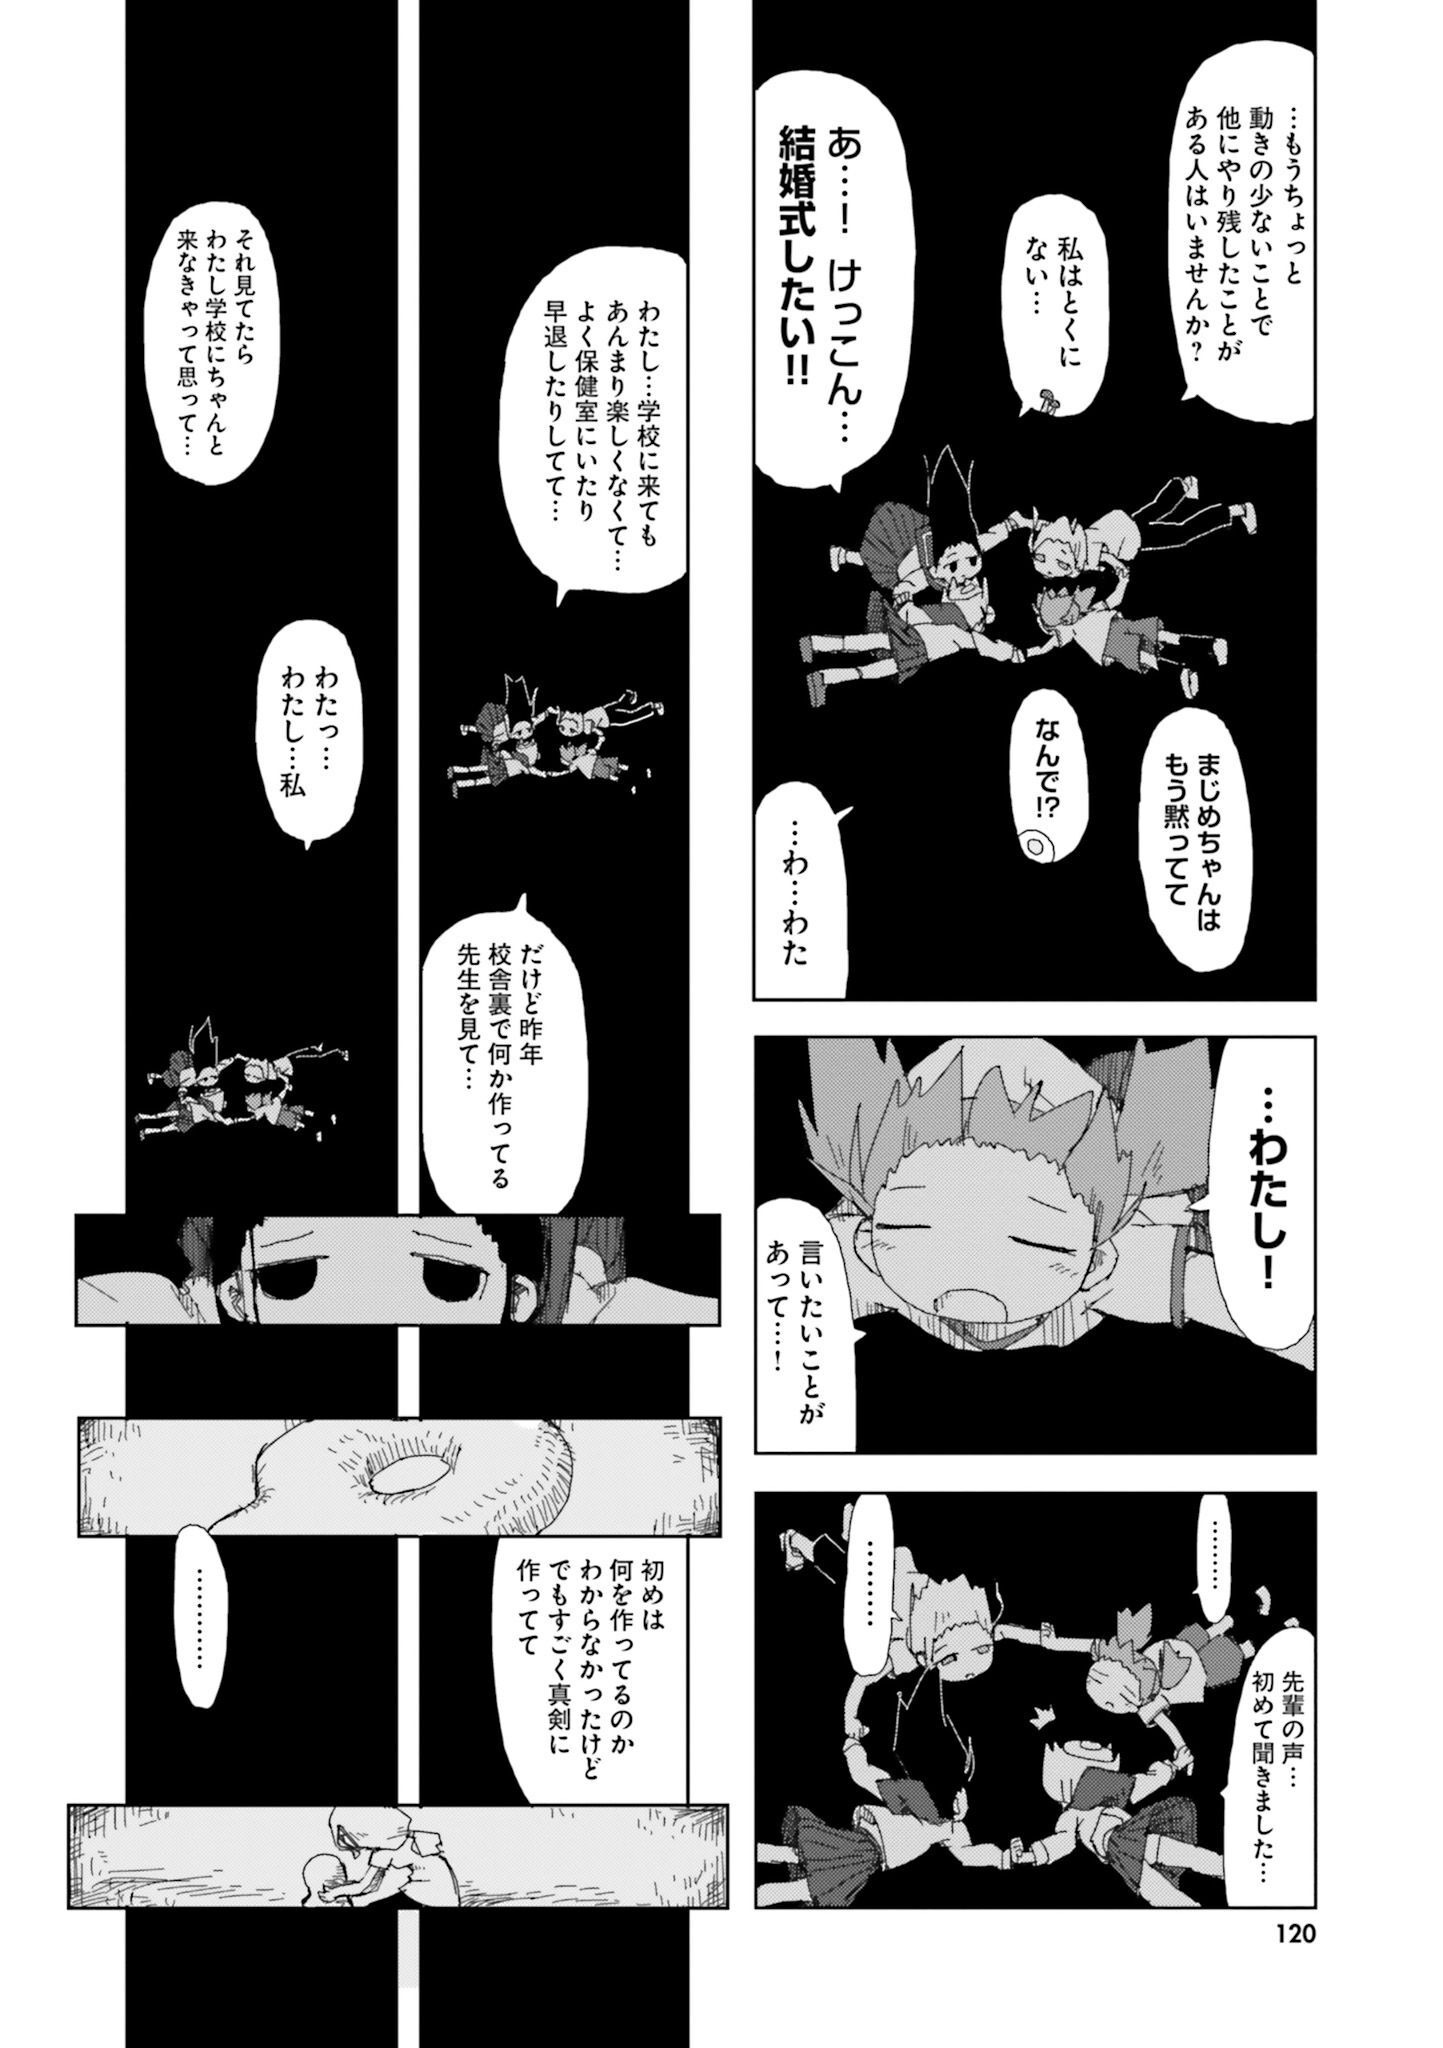 …もうちょっと
動きの少ないことで
他にやり残したことが
ある人はいませんか?
私はとくに
ない…
あ…! けっこん…
結婚式したい!!
まじめちゃんは
もう黙ってて
なんで!?
…わ…わた
…わたし!
言いたいことが
あって…!
………
先輩の声…
初めて聞きました…
………
わたし…学校に来ても
あんまり楽しくなくて…
よく保健室にいたり
早退したりしてて…
だけど昨年
校舎裏で何か作ってる
先生を見て…
初めは
何を作ってるのか
わからなかったけど
でもすごく真剣に
作ってて
それ見てたら
わたし学校にちゃんと
来なきゃって思って…
わたっ…
わたし…私
…………
120